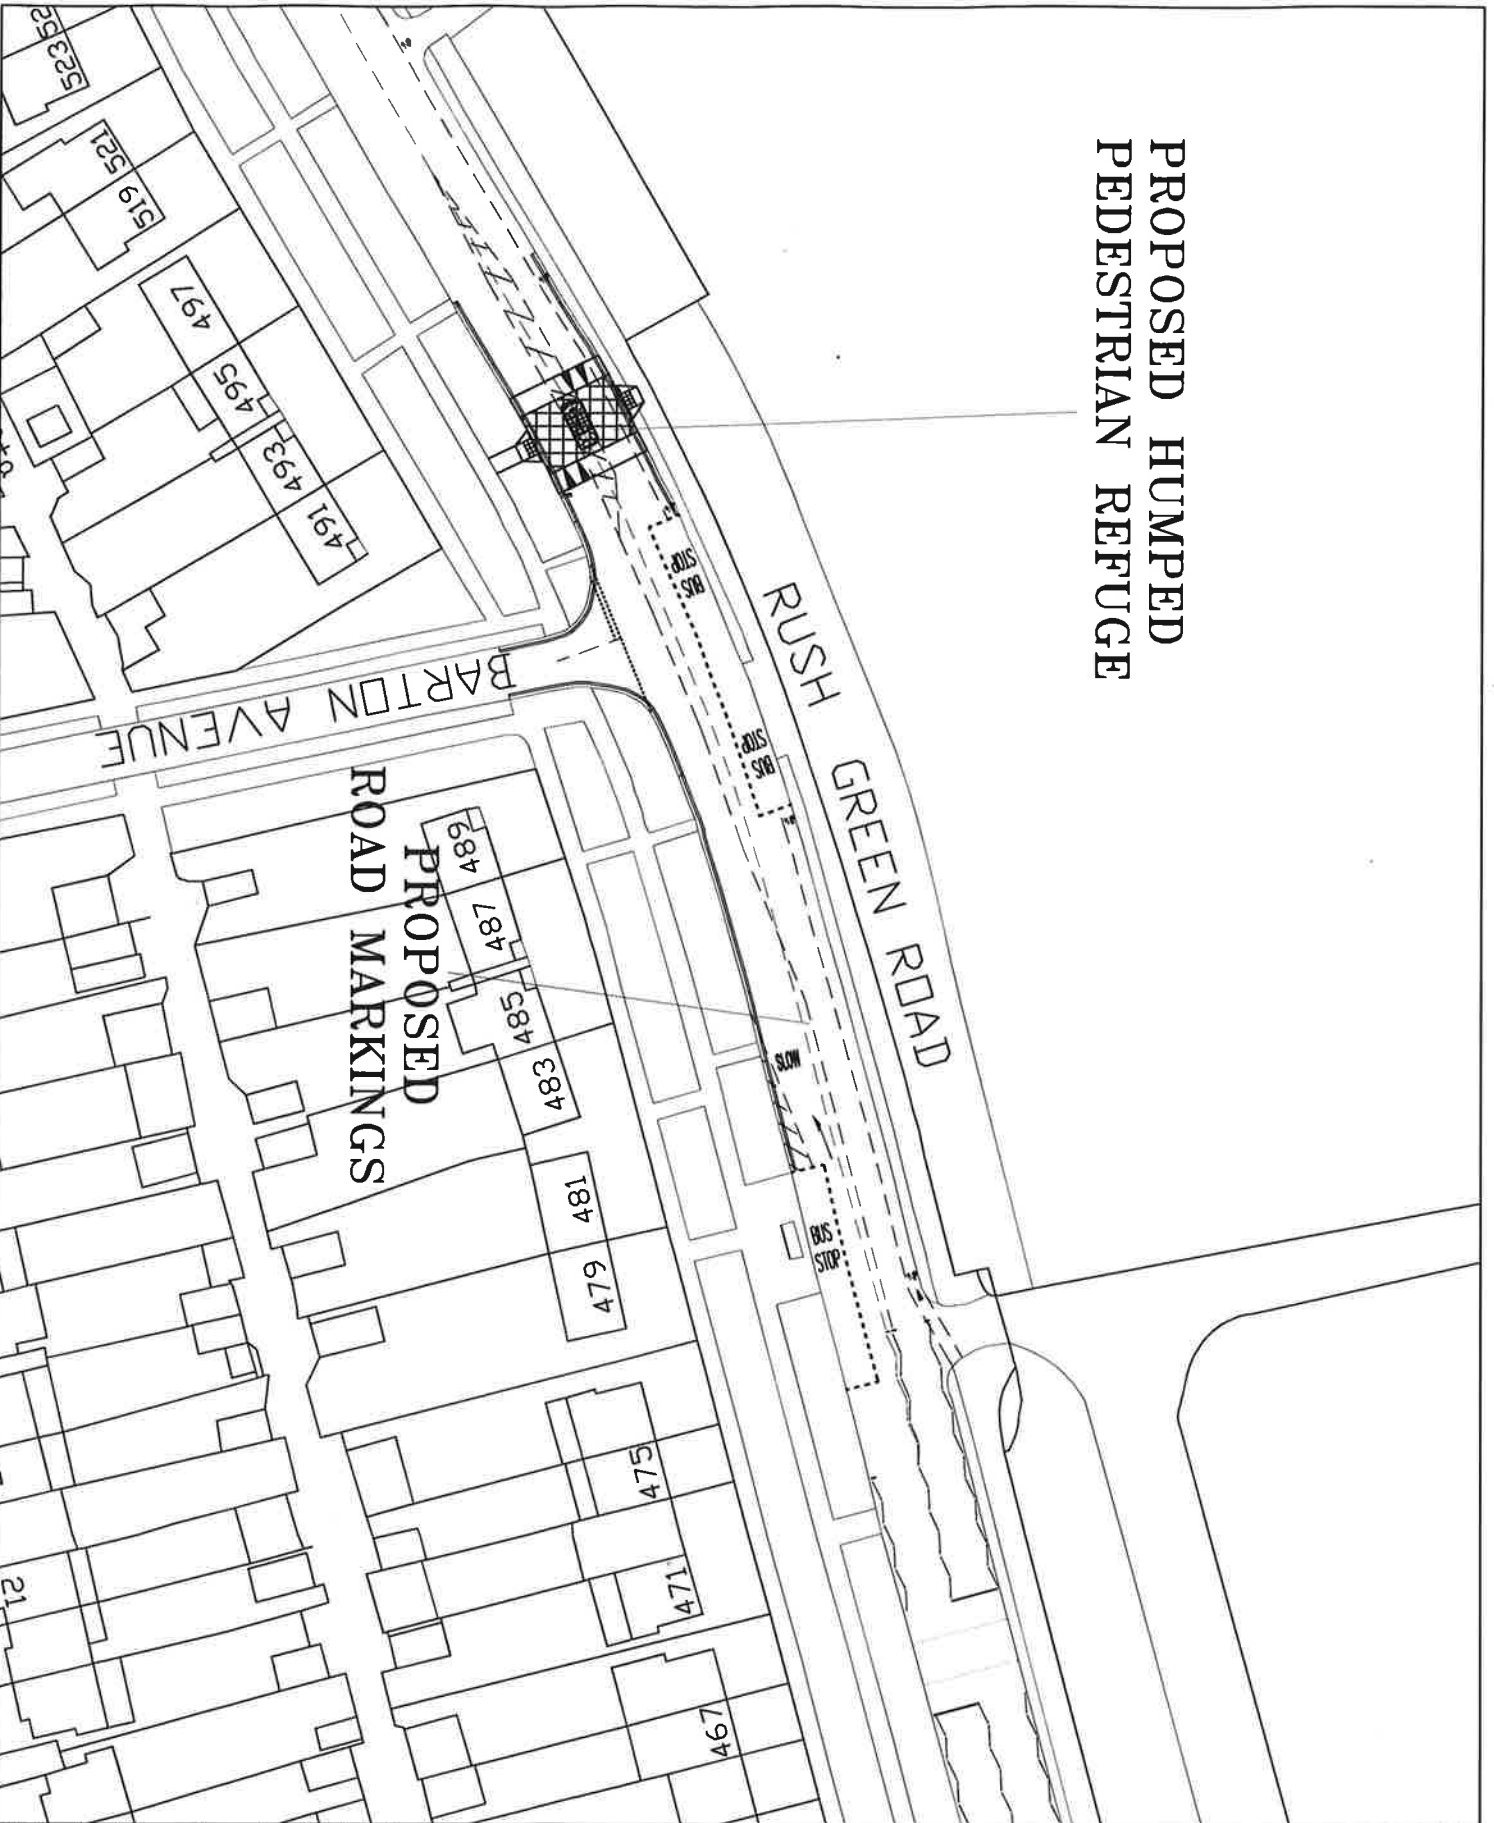 PROPOSED HUMPED
PEDESTRIAN REFUGE
RUSH GREEN ROAD
BUS
STOP
BUS
STOP
SLOW
BUS
STOP
BARTON AVENUE
PROPOSED
ROAD MARKINGS
523
521
519
497
495
493
491
489
487
485
483
481
479
475
471
467
21